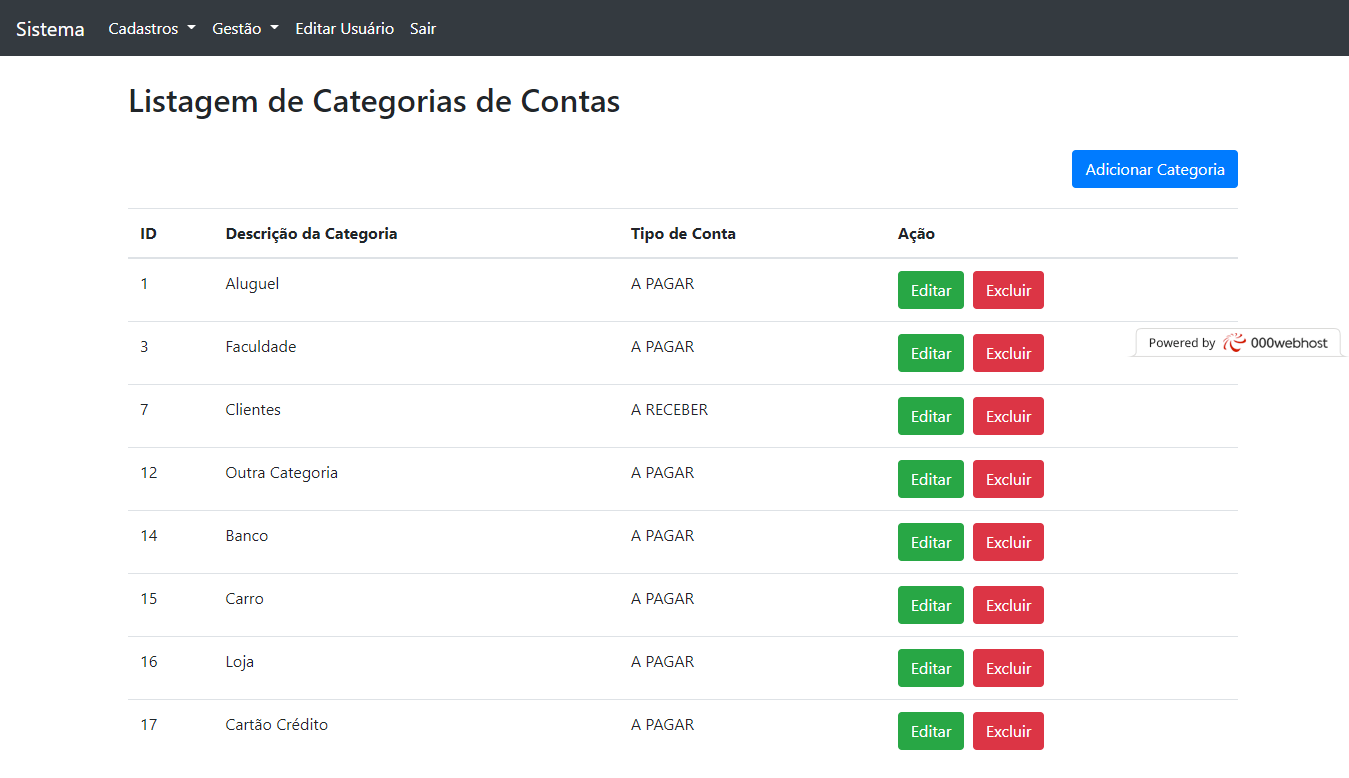 Sistema Cadastros Gestão Editar Usuário Sair
Listagem de Categorias de Contas
Adicionar Categoria
ID Descrição da Categoria Tipo de Conta Ação
1 Aluguel A PAGAR Editar Excluir
Powered by 000webhost
3 Faculdade A PAGAR Editar Excluir
7 Clientes A RECEBER Editar Excluir
12 Outra Categoria A PAGAR Editar Excluir
14 Banco A PAGAR Editar Excluir
15 Carro A PAGAR Editar Excluir
16 Loja A PAGAR Editar Excluir
17 Cartão Crédito A PAGAR Editar Excluir